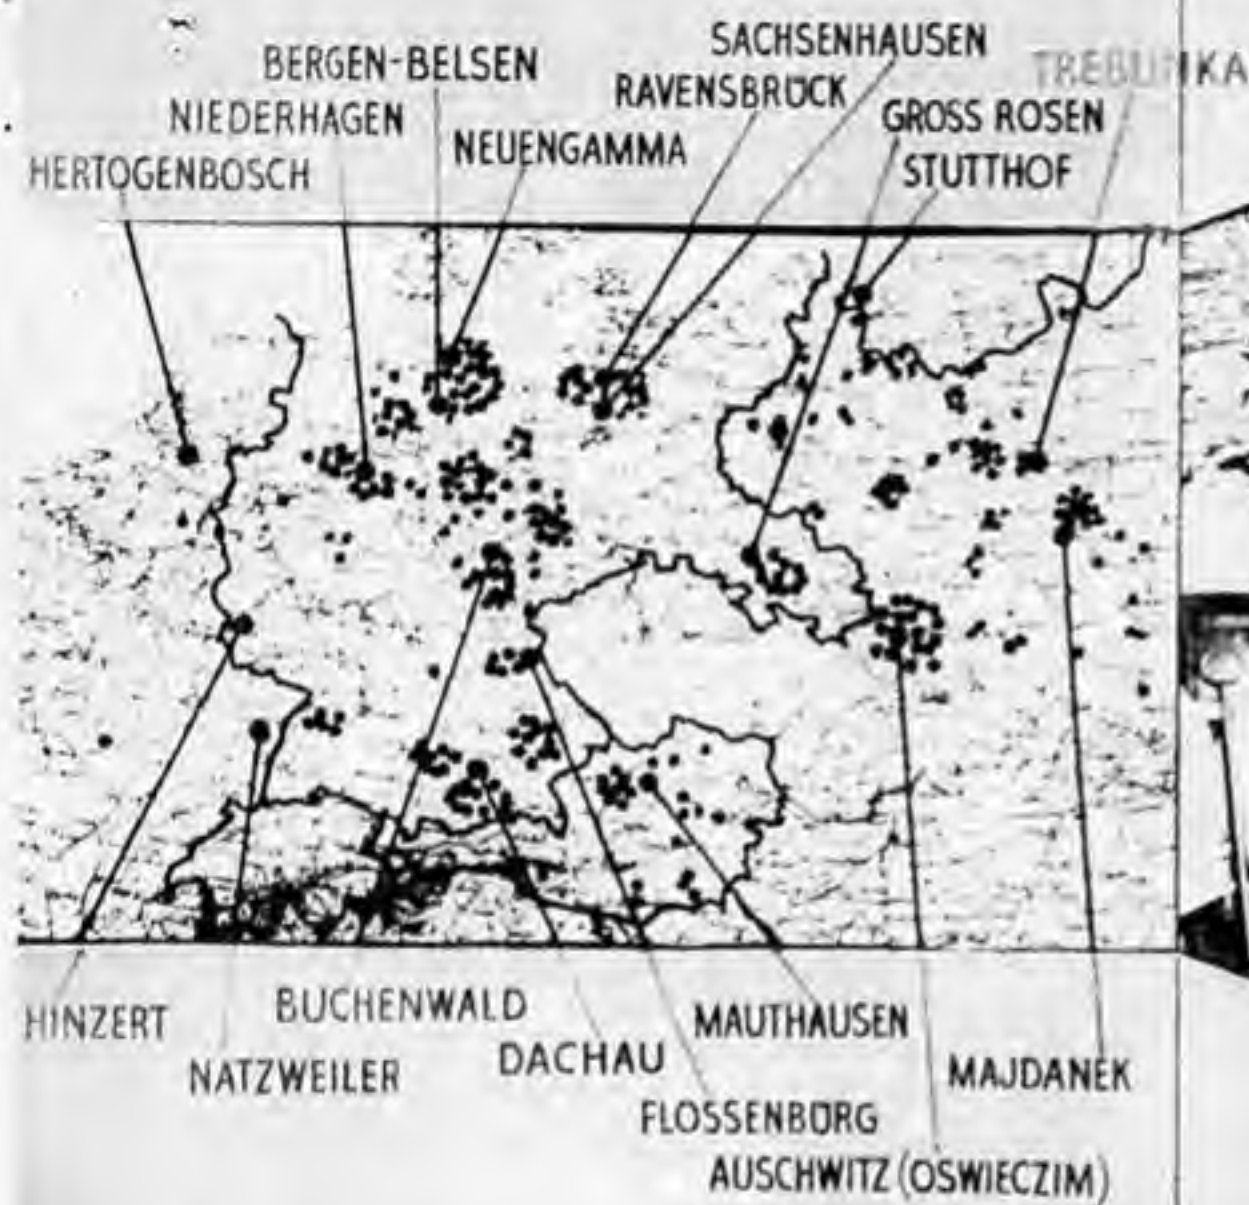 SACHSENHAUSEN
BERGEN-BELSEN
TREBLINKA
RAVENSBRÜCK
NIEDERHAGEN
GROSS ROSEN
NEUENGAMMA
HERTOGENBOSCH
STUTTHOF
HINZERT
BUCHENWALD
MAUTHAUSEN
NATZWEILER
DACHAU
MAJDANEK
FLOSSENBÜRG
AUSCHWITZ (OSWIECZIM)